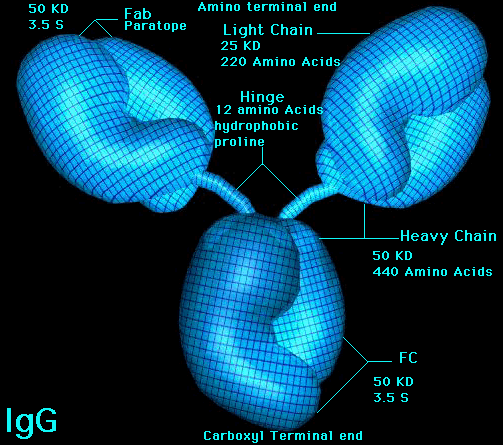 Amino terminal end
50 KD
3.5 S
Fab
Paratope
Light Chain
25 KD
220 Amino Acids
Hinge
12 amino Acids
hydrophobic
proline
Heavy Chain
50 KD
440 Amino Acids
FC
50 KD
3.5 S
IgG
Carboxyl Terminal end